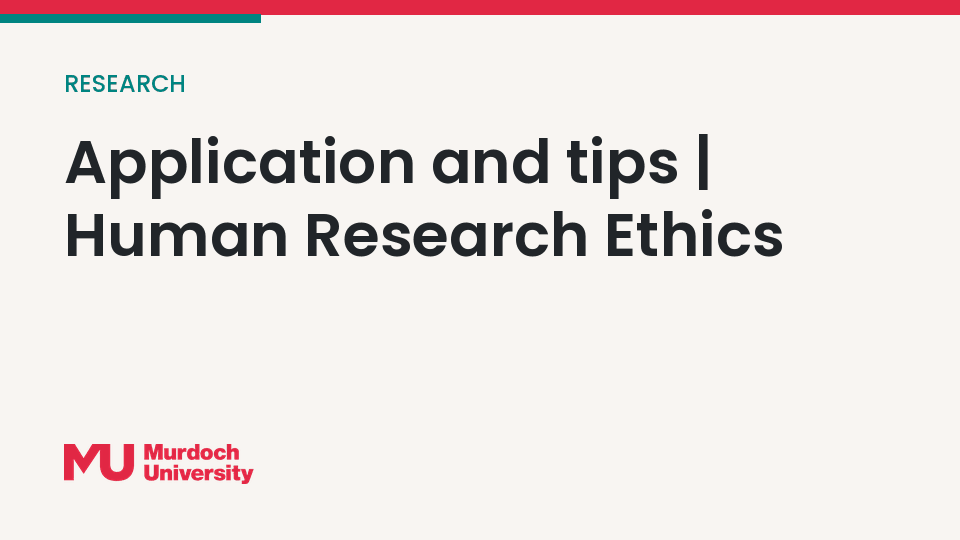 RESEARCH
Application and tips |
Human Research Ethics
MU Murdoch
University